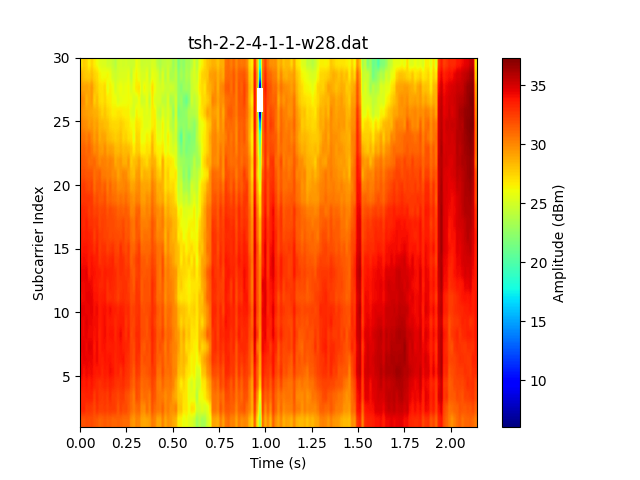 tsh-2-2-4-1-1-w28.dat
30
25
20
15
10
5
Subcarrier Index
0.00 0.25 0.50 0.75 1.00 1.25 1.50 1.75 2.00
Time (s)
35
30
25
20
15
10
Amplitude (dBm)